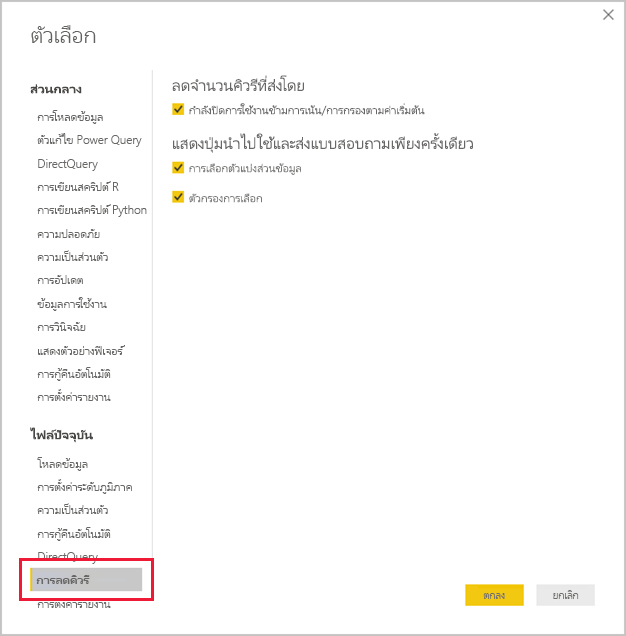 ตัวเลือก
ส่วนกลาง
การโหลดข้อมูล
ตัวแก้ไข Power Query
DirectQuery
การเขียนสคริปต์ R
การเขียนสคริปต์ Python
ความปลอดภัย
ความเป็นส่วนตัว
การอัปเดต
ข้อมูลการใช้งาน
การวินิจฉัย
แสดงตัวอย่างฟีเจอร์
การกู้คืนอัตโนมัติ
การตั้งค่ารายงาน
ไฟล์ปัจจุบัน
โหลดข้อมูล
การตั้งค่าระดับภูมิภาค
ความเป็นส่วนตัว
การกู้คืนอัตโนมัติ
DirectQuery
การลดคิวรี
การตั้งค่ารายงาน
ลดจำนวนคิวรีที่ส่งโดย
กำลังปิดการใช้งานข้ามการเน้น/การกรองตามค่าเริ่มต้น
แสดงปุ่มนำไปใช้และส่งแบบสอบถามเพียงครั้งเดียว
การเลือกตัวแบ่งส่วนข้อมูล
ตัวกรองการเลือก
ตกลง
ยกเลิก